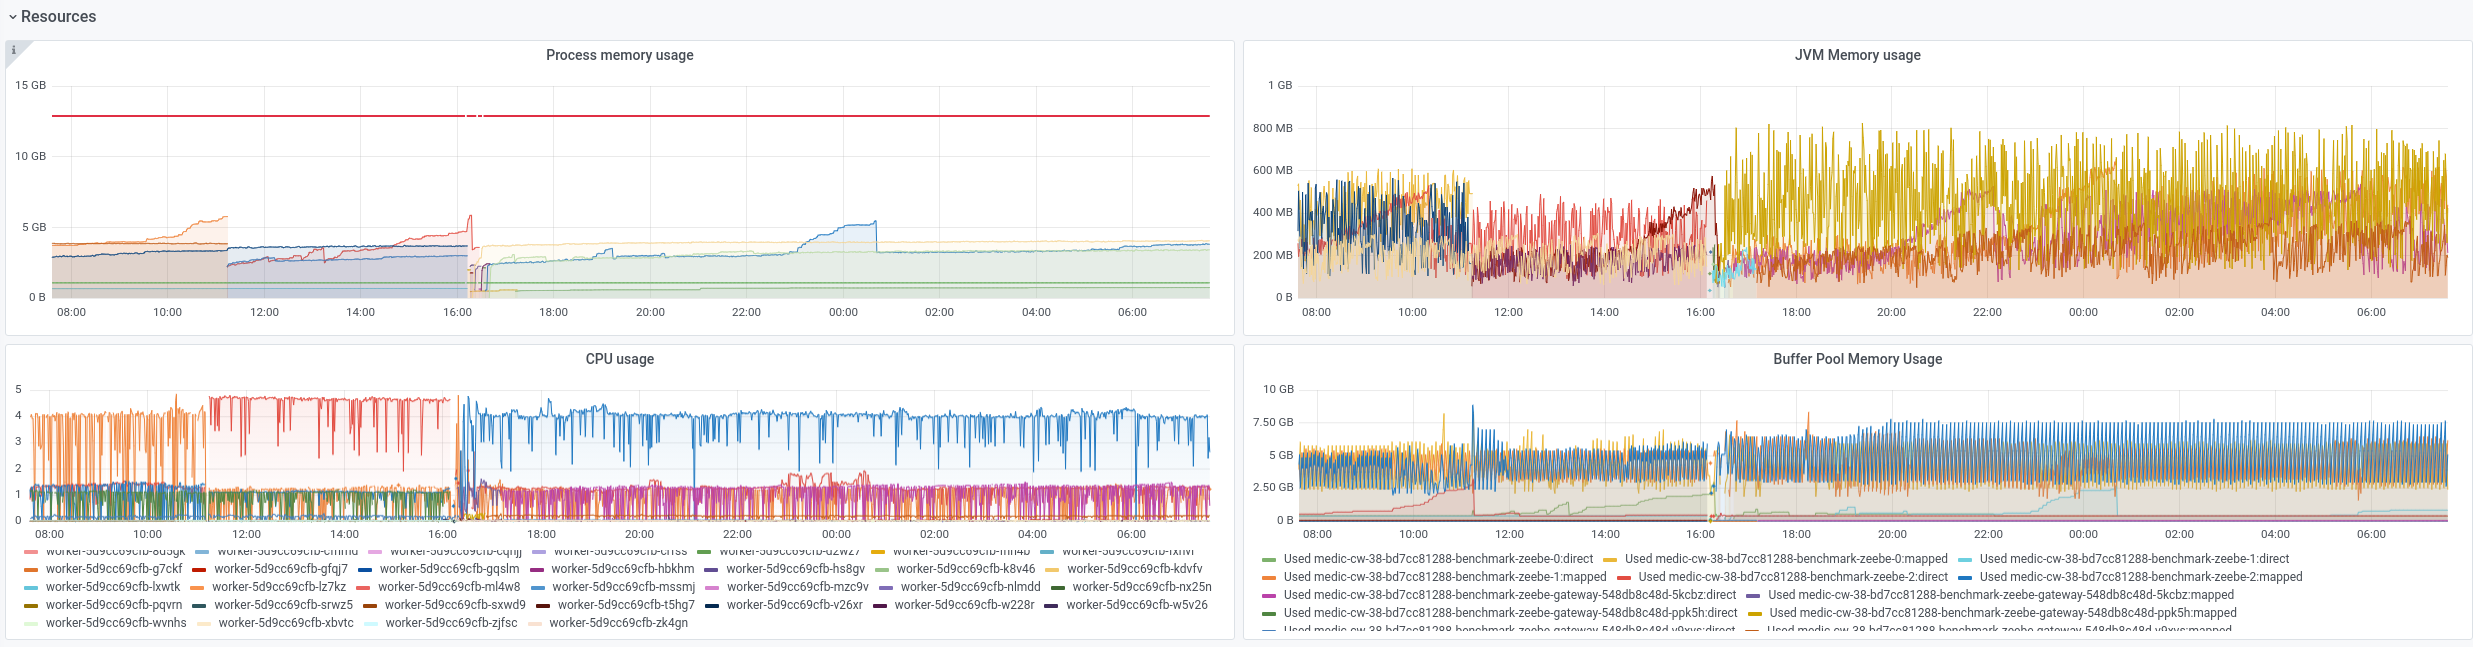 Resources
i
Process memory usage
15 GB
10 GB
5 GB
0 B
08:00 10:00 12:00 14:00 16:00 18:00 20:00 22:00 00:00 02:00 04:00 06:00
JVM Memory usage
1 GB
800 MB
600 MB
400 MB
200 MB
0 B
08:00 10:00 12:00 14:00 16:00 18:00 20:00 22:00 00:00 02:00 04:00 06:00
CPU usage
5
4
3
2
1
0
08:00 10:00 12:00 14:00 16:00 18:00 20:00 22:00 00:00 02:00 04:00 06:00
worker-5d9cc69cfb-g7ckf worker-5d9cc69cfb-gfqj7 worker-5d9cc69cfb-gqslm worker-5d9cc69cfb-hbkhm worker-5d9cc69cfb-hs8gv worker-5d9cc69cfb-k8v46 worker-5d9cc69cfb-kdvfv
worker-5d9cc69cfb-lxwtk worker-5d9cc69cfb-lz7kz worker-5d9cc69cfb-ml4w8 worker-5d9cc69cfb-mssmj worker-5d9cc69cfb-mzc9v worker-5d9cc69cfb-nlmdd worker-5d9cc69cfb-nx25n
worker-5d9cc69cfb-pqvrn worker-5d9cc69cfb-srwz5 worker-5d9cc69cfb-sxwd9 worker-5d9cc69cfb-t5hg7 worker-5d9cc69cfb-v26xr worker-5d9cc69cfb-w228r worker-5d9cc69cfb-w5v26
worker-5d9cc69cfb-wvnhs worker-5d9cc69cfb-xbvtc worker-5d9cc69cfb-zjfsc worker-5d9cc69cfb-zk4gn
Buffer Pool Memory Usage
10 GB
7.50 GB
5 GB
2.50 GB
0 B
08:00 10:00 12:00 14:00 16:00 18:00 20:00 22:00 00:00 02:00 04:00 06:00
Used medic-cw-38-bd7cc81288-benchmark-zeebe-0:direct Used medic-cw-38-bd7cc81288-benchmark-zeebe-0:mapped Used medic-cw-38-bd7cc81288-benchmark-zeebe-1:direct
Used medic-cw-38-bd7cc81288-benchmark-zeebe-1:mapped Used medic-cw-38-bd7cc81288-benchmark-zeebe-2:direct Used medic-cw-38-bd7cc81288-benchmark-zeebe-2:mapped
Used medic-cw-38-bd7cc81288-benchmark-zeebe-gateway-548db8c48d-5kcbz:direct Used medic-cw-38-bd7cc81288-benchmark-zeebe-gateway-548db8c48d-5kcbz:mapped
Used medic-cw-38-bd7cc81288-benchmark-zeebe-gateway-548db8c48d-ppk5h:direct Used medic-cw-38-bd7cc81288-benchmark-zeebe-gateway-548db8c48d-ppk5h:mapped